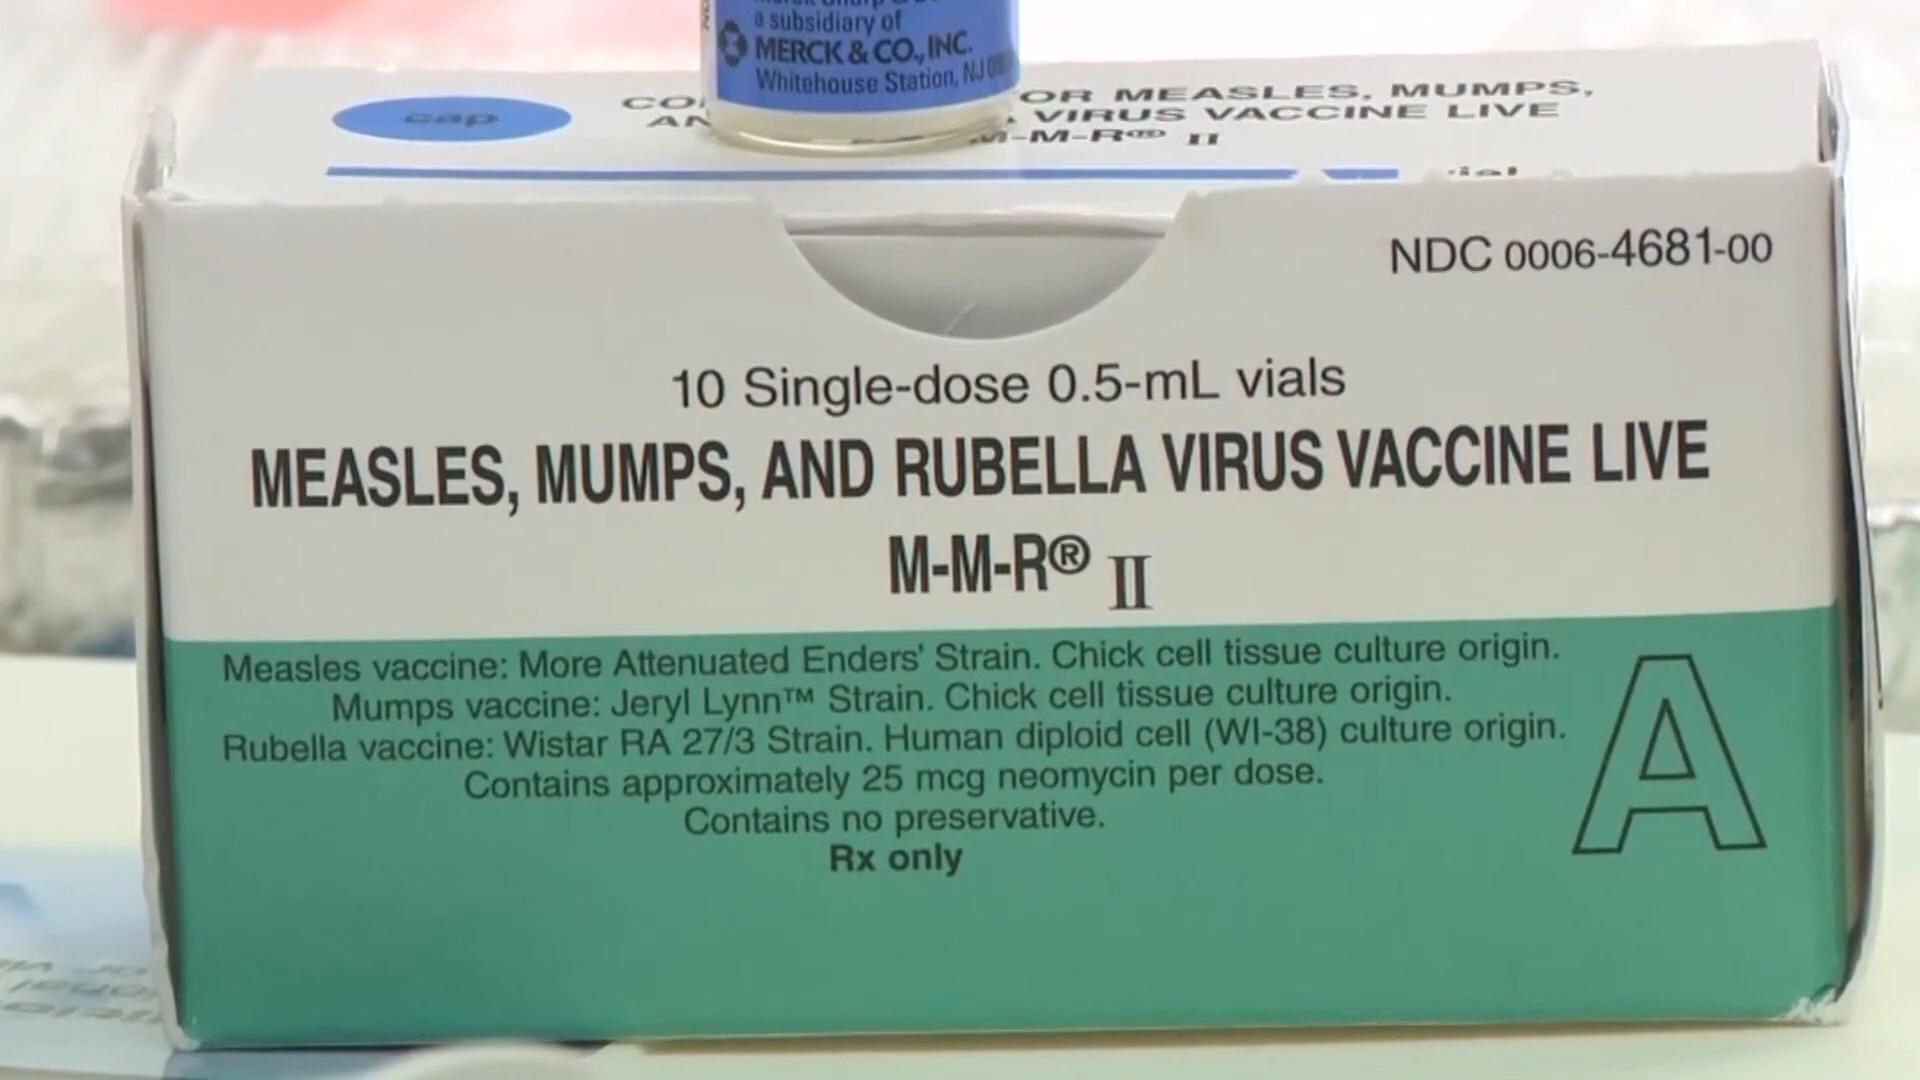 a subsidiary of
MERCK & CO., INC.
Whitehouse Station, NJ
cap
OR MEASLES, MUMPS,
VIRUS VACCINE LIVE
M-M-R® II
NDC 0006-4681-00
10 Single-dose 0.5-mL vials
MEASLES, MUMPS, AND RUBELLA VIRUS VACCINE LIVE
M-M-R® II
Measles vaccine: More Attenuated Enders' Strain. Chick cell tissue culture origin.
Mumps vaccine: Jeryl Lynn™ Strain. Chick cell tissue culture origin.
Rubella vaccine: Wistar RA 27/3 Strain. Human diploid cell (WI-38) culture origin.
Contains approximately 25 mcg neomycin per dose.
Contains no preservative.
Rx only
A